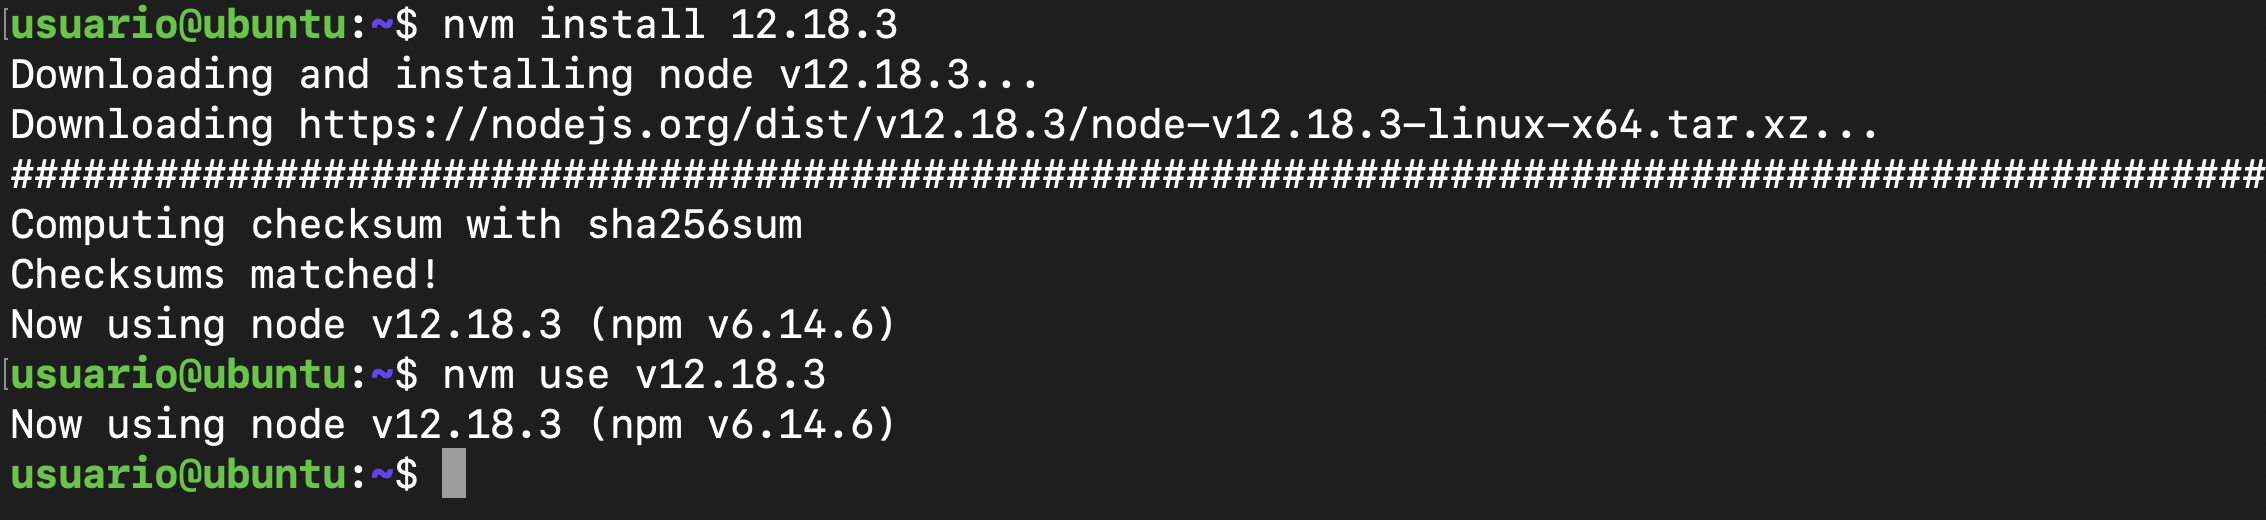 usuario@ubuntu:~$ nvm install 12.18.3
Downloading and installing node v12.18.3...
Downloading https://nodejs.org/dist/v12.18.3/node-v12.18.3-linux-x64.tar.xz...
##############################################################################################
Computing checksum with sha256sum
Checksums matched!
Now using node v12.18.3 (npm v6.14.6)
usuario@ubuntu:~$ nvm use v12.18.3
Now using node v12.18.3 (npm v6.14.6)
usuario@ubuntu:~$